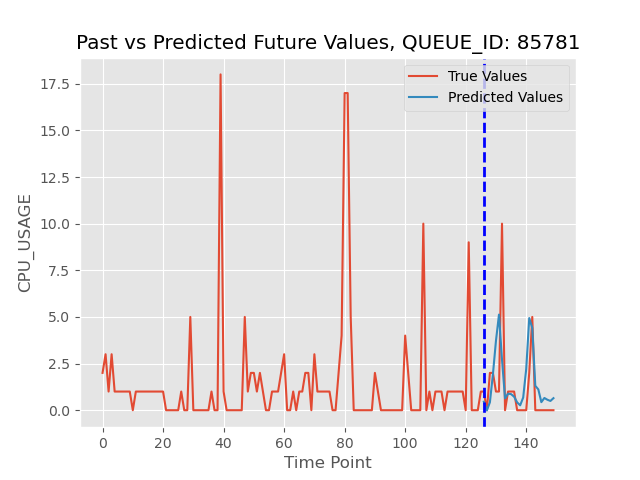 Past vs Predicted Future Values, QUEUE_ID: 85781
True Values
Predicted Values
CPU_USAGE
17.5
15.0
12.5
10.0
7.5
5.0
2.5
0.0
0 20 40 60 80 100 120 140
Time Point